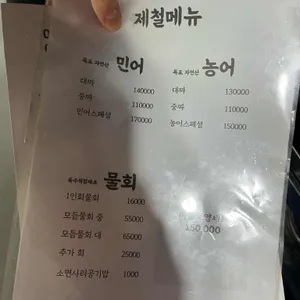 제철메뉴
목포 자연산 민어
대짜 140000
중짜 110000
민어스페셜 170000
목포 자연산 농어
대짜 130000
중짜 110000
농어스페셜 150000
물회
1인회물회 16000
모듬물회 중 55000
모듬물회 대 65000
추가 회 25000
소면사리공기밥 1000
150000